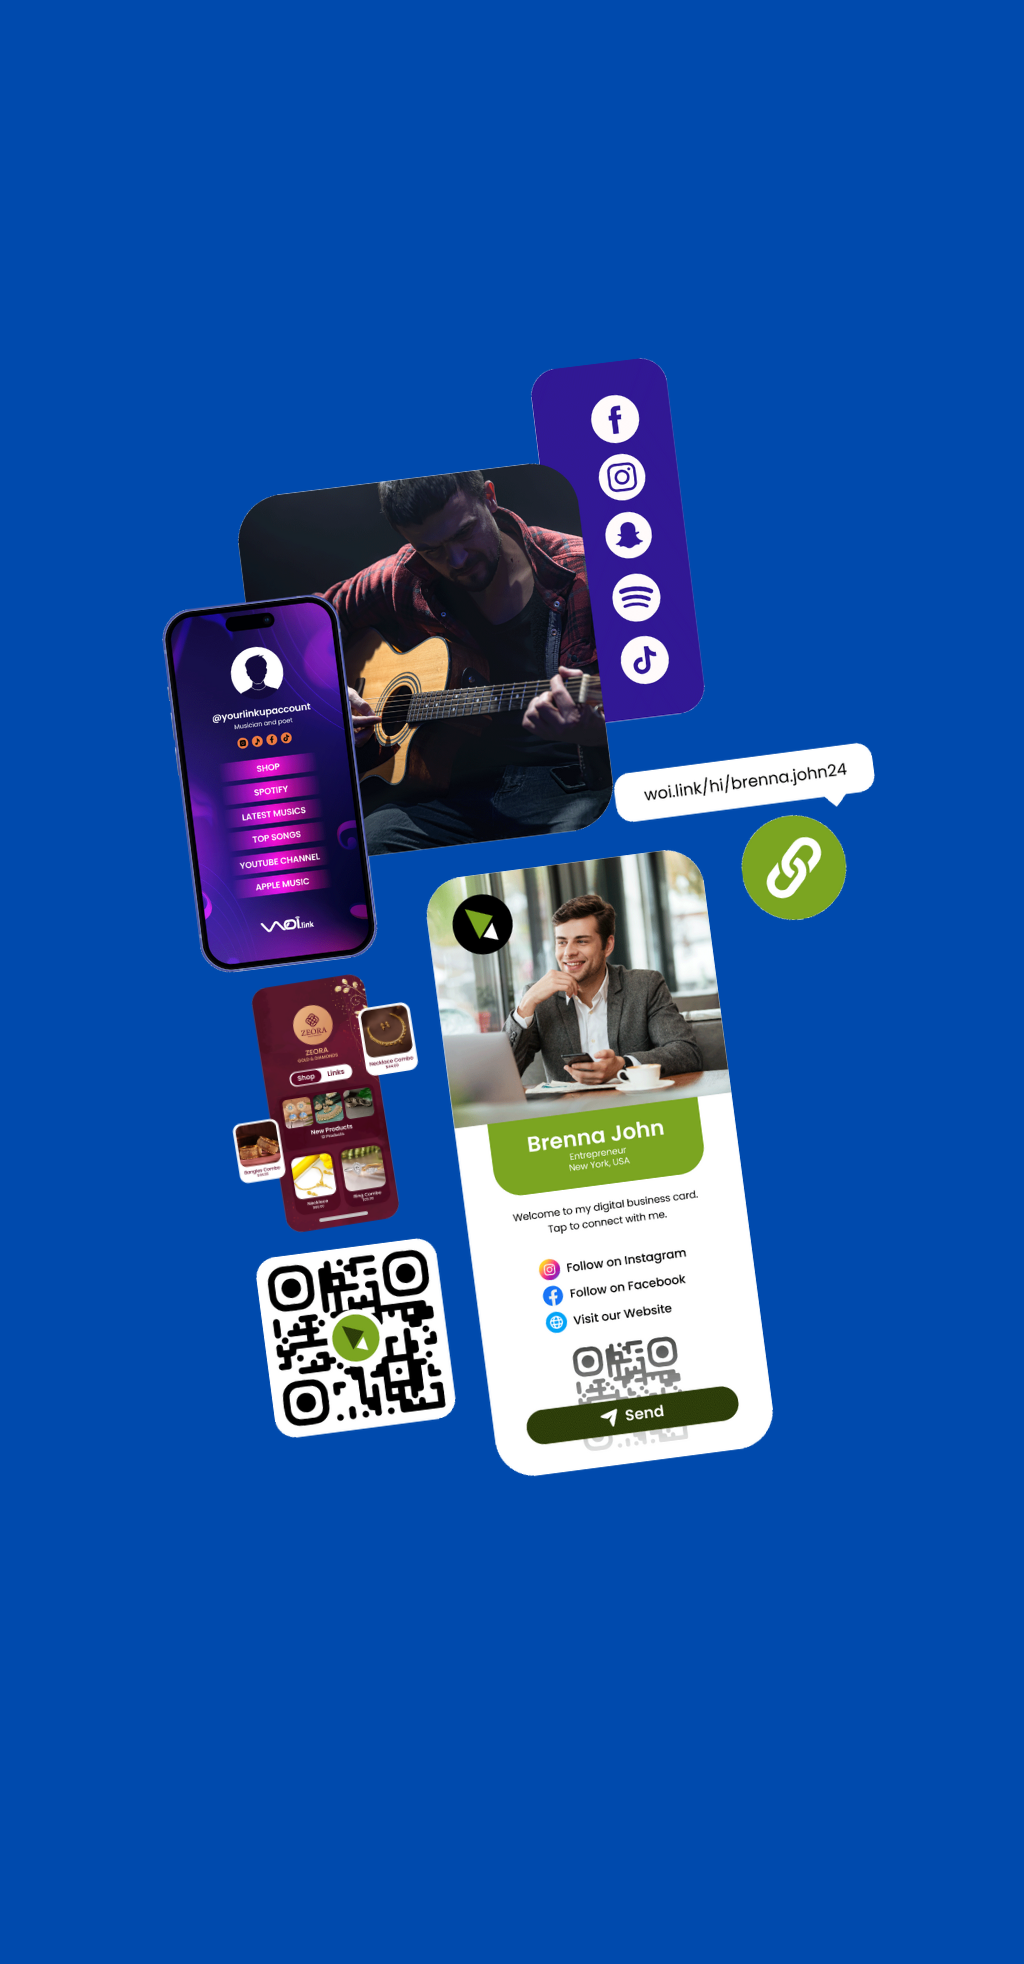 @yourlinkupaccount
Musician and poet
SHOP
SPOTIFY
LATEST MUSICS
TOP SONGS
YOUTUBE CHANNEL
APPLE MUSIC
woi.link
woi.link/hi/brenna.john24
ZEORA
ZEORA
GOLD & DIAMONDS
Shop Links
Necklace Combo
New Products
Bangles Combo
Necklace
Ring Combo
Brenna John
Entrepreneur
New York, USA
Welcome to my digital business card.
Tap to connect with me.
Follow on Instagram
Follow on Facebook
Visit our Website
Send